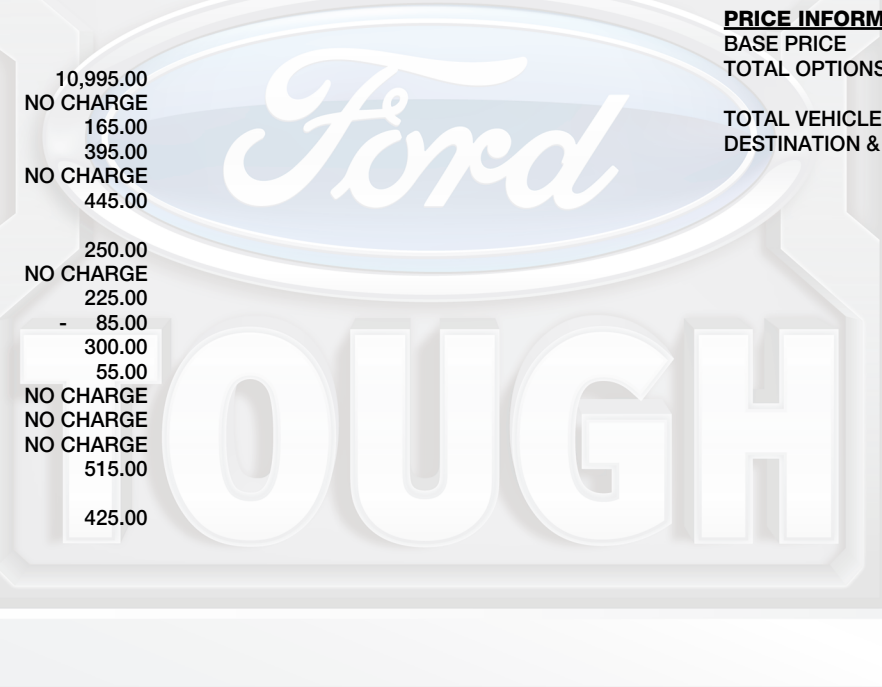 10,995.00
NO CHARGE
165.00
395.00
NO CHARGE
445.00
250.00
NO CHARGE
225.00
- 85.00
300.00
55.00
NO CHARGE
NO CHARGE
NO CHARGE
515.00
425.00
PRICE INFORM
BASE PRICE
TOTAL OPTIONS
TOTAL VEHICLE
DESTINATION &
Ford
TOUGH